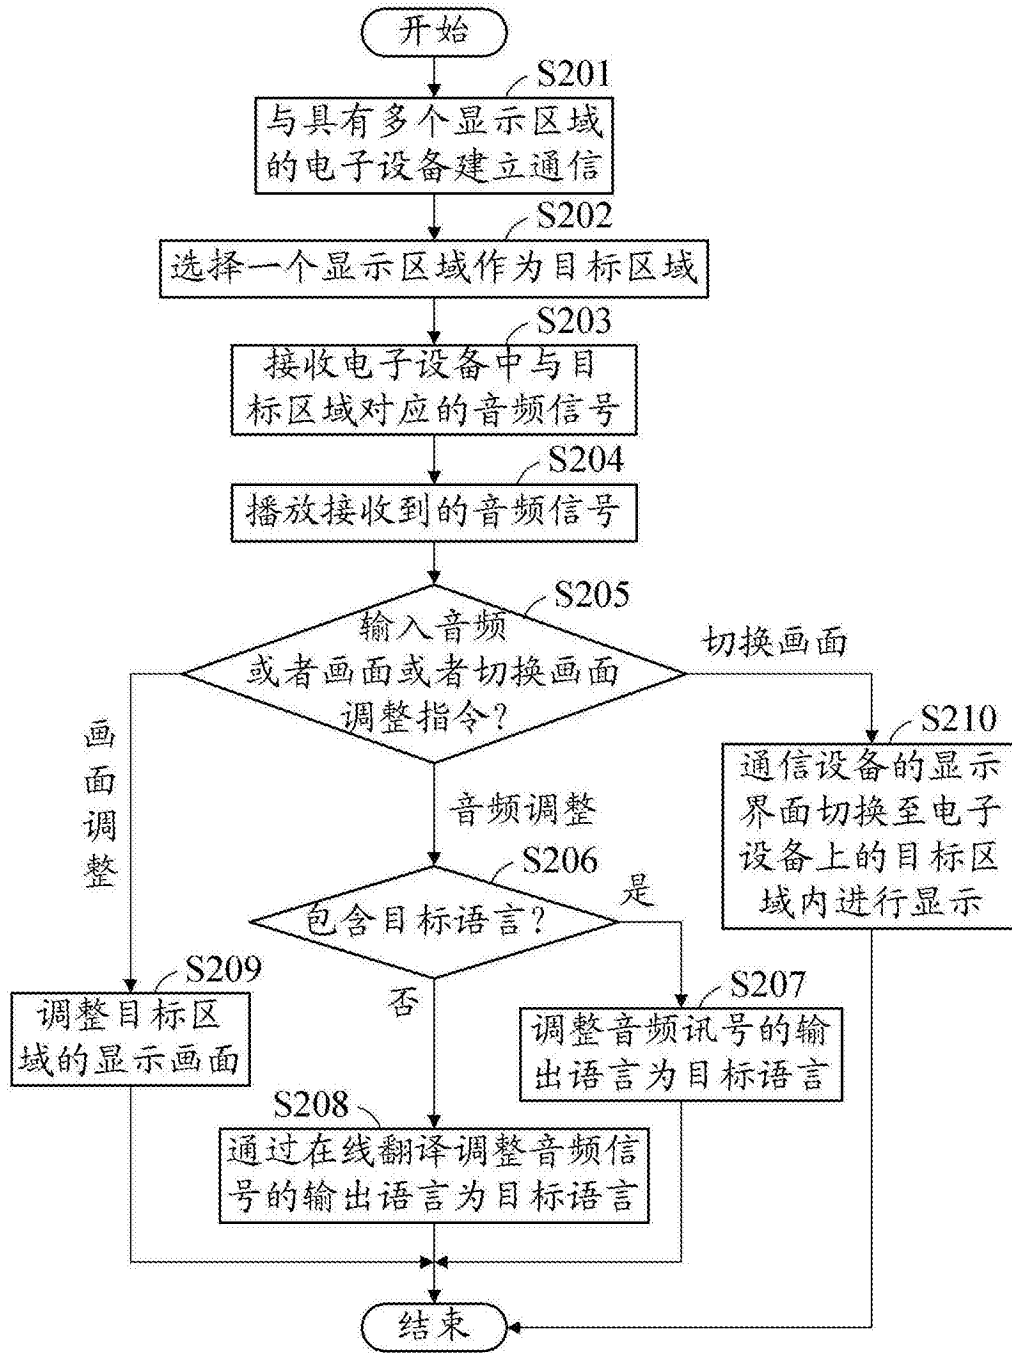 开始
S201
与具有多个显示区域
的电子设备建立通信
S202
选择一个显示区域作为目标区域
S203
接收电子设备中与目
标区域对应的音频信号
S204
播放接收到的音频信号
S205
输入音频
或者画面或者切换画面
调整指令?
切换画面
画面调整
音频调整
S210
通信设备的显示
界面切换至电子
设备上的目标区
域内进行显示
S206
包含目标语言?
是
否
S209
调整目标区
域的显示画面
S207
调整音频讯号的输
出语言为目标语言
S208
通过在线翻译调整音频信
号的输出语言为目标语言
结束